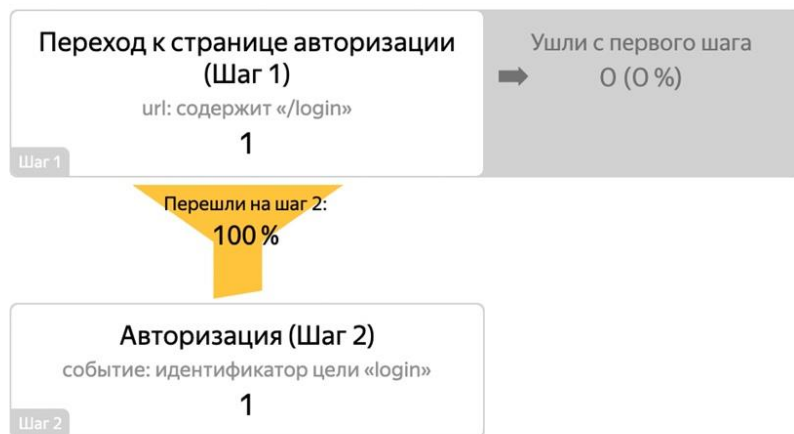 Переход к странице авторизации
(Шаг 1)
url: содержит «/login»
1
Шаг 1
Ушли с первого шага
0 (0 %)
Перешли на шаг 2:
100 %
Авторизация (Шаг 2)
событие: идентификатор цели «login»
1
Шаг 2